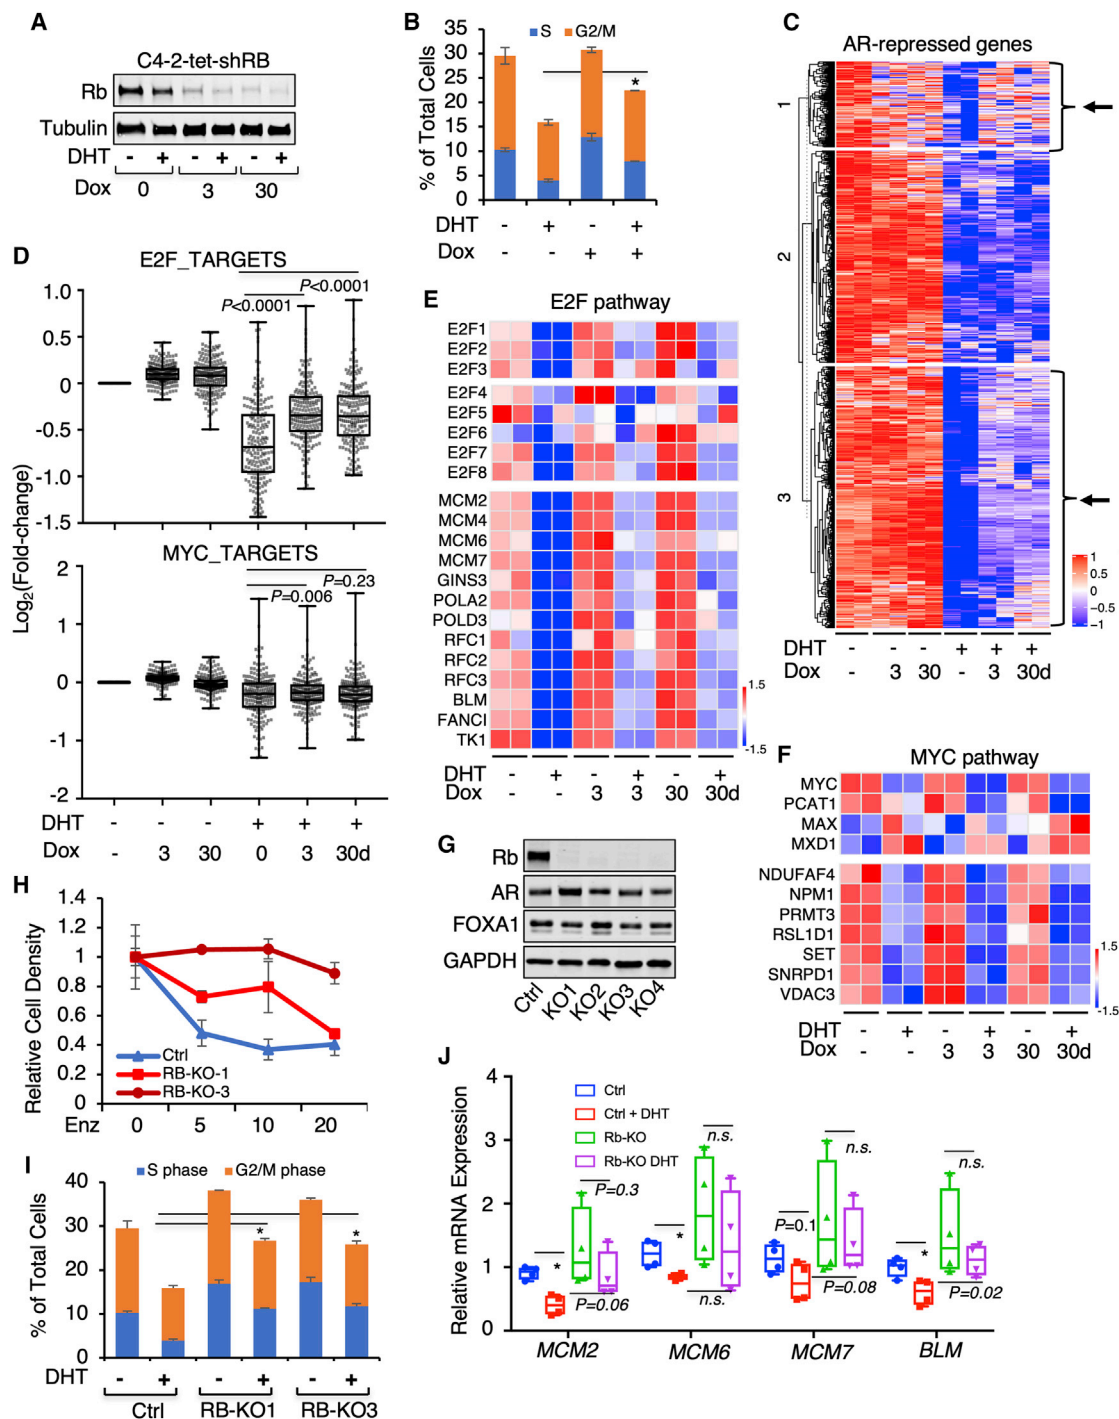 A
C4-2-tet-shRB
Rb
Tubulin
DHT - + - + - +
Dox 0 3 30
B
S G2/M
% of Total Cells
35
30
25
20
15
10
5
0
*
DHT - + - +
Dox - - + +
C
AR-repressed genes
1
2
3
1
0.5
0
-0.5
-1
DHT - - - + + +
Dox - 3 30 - 3 30d
D
E2F_TARGETS
P<0.0001
P<0.0001
Log2(Fold-change)
1.0
0.5
0
-0.5
-1.0
-1.5
MYC_TARGETS
P=0.23
P=0.006
2
1
0
-1
-2
DHT - - - + + +
Dox - 3 30 0 3 30d
E
E2F pathway
E2F1
E2F2
E2F3
E2F4
E2F5
E2F6
E2F7
E2F8
MCM2
MCM4
MCM6
MCM7
GINS3
POLA2
POLD3
RFC1
RFC2
RFC3
BLM
FANCI
TK1
1.5
-1.5
DHT - + - + - +
Dox - - 3 3 30 30d
F
MYC pathway
MYC
PCAT1
MAX
MXD1
NDUFAF4
NPM1
PRMT3
RSL1D1
SET
SNRPD1
VDAC3
1.5
-1.5
DHT - + - + - +
Dox - - 3 3 30 30d
G
Rb
AR
FOXA1
GAPDH
Ctrl KO1 KO2 KO3 KO4
H
Relative Cell Density
1.4
1.2
1
0.8
0.6
0.4
0.2
0
Ctrl
RB-KO-1
RB-KO-3
Enz 0 5 10 20
I
S phase G2/M phase
% of Total Cells
40
30
20
10
0
* *
DHT - + - + - +
Ctrl RB-KO1 RB-KO3
J
Relative mRNA Expression
4
3
2
1
0
Ctrl
Ctrl + DHT
Rb-KO
Rb-KO DHT
* P=0.3 P=0.06
* n.s. n.s.
P=0.1 n.s. P=0.08
* n.s. P=0.02
MCM2 MCM6 MCM7 BLM